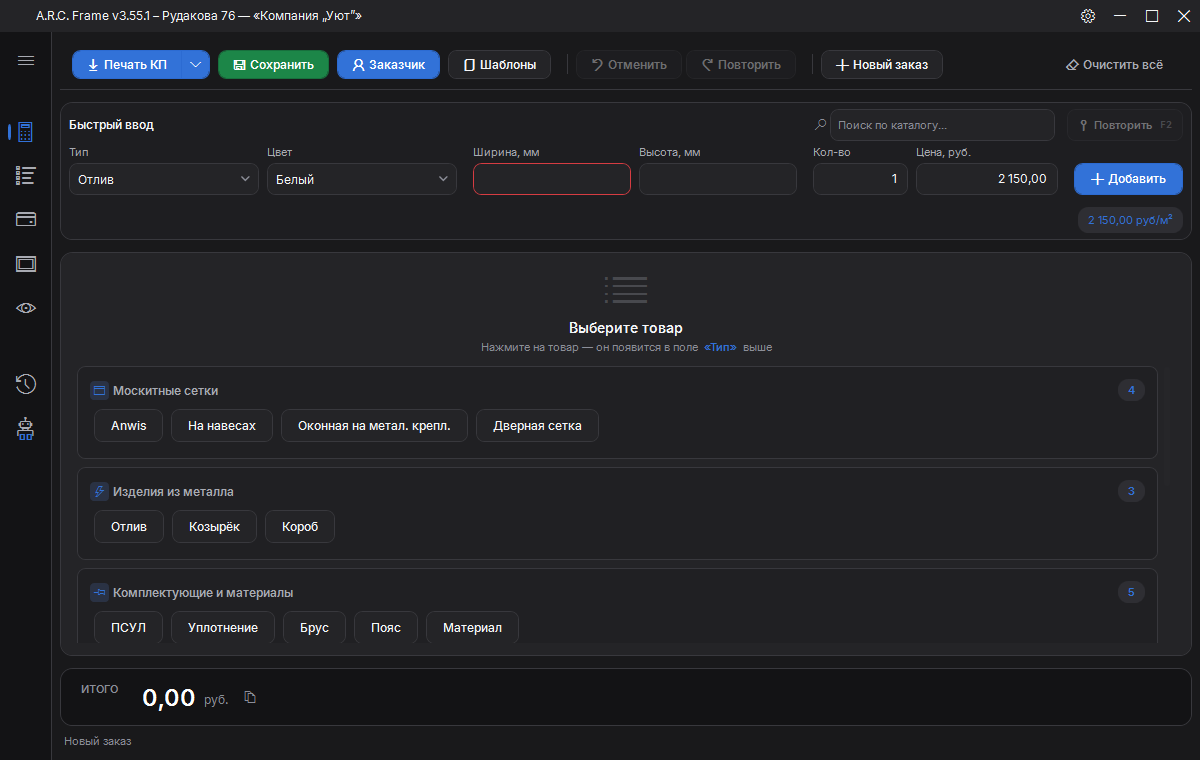 A.R.C. Frame v3.55.1 – Рудакова 76 — «Компания „Уют"»
Печать КП Сохранить Заказчик Шаблоны Отменить Повторить Новый заказ Очистить всё
Быстрый ввод Поиск по каталогу... Повторить F2
Тип Цвет Ширина, мм Высота, мм Кол-во Цена, руб.
Отлив Белый 1 2 150,00 Добавить
2 150,00 руб/м²
Выберите товар
Нажмите на товар — он появится в поле «Тип» выше
Москитные сетки 4
Anwis На навесах Оконная на метал. крепл. Дверная сетка
Изделия из металла 3
Отлив Козырёк Короб
Комплектующие и материалы 5
ПСУЛ Уплотнение Брус Пояс Материал
ИТОГО 0,00 руб.
Новый заказ